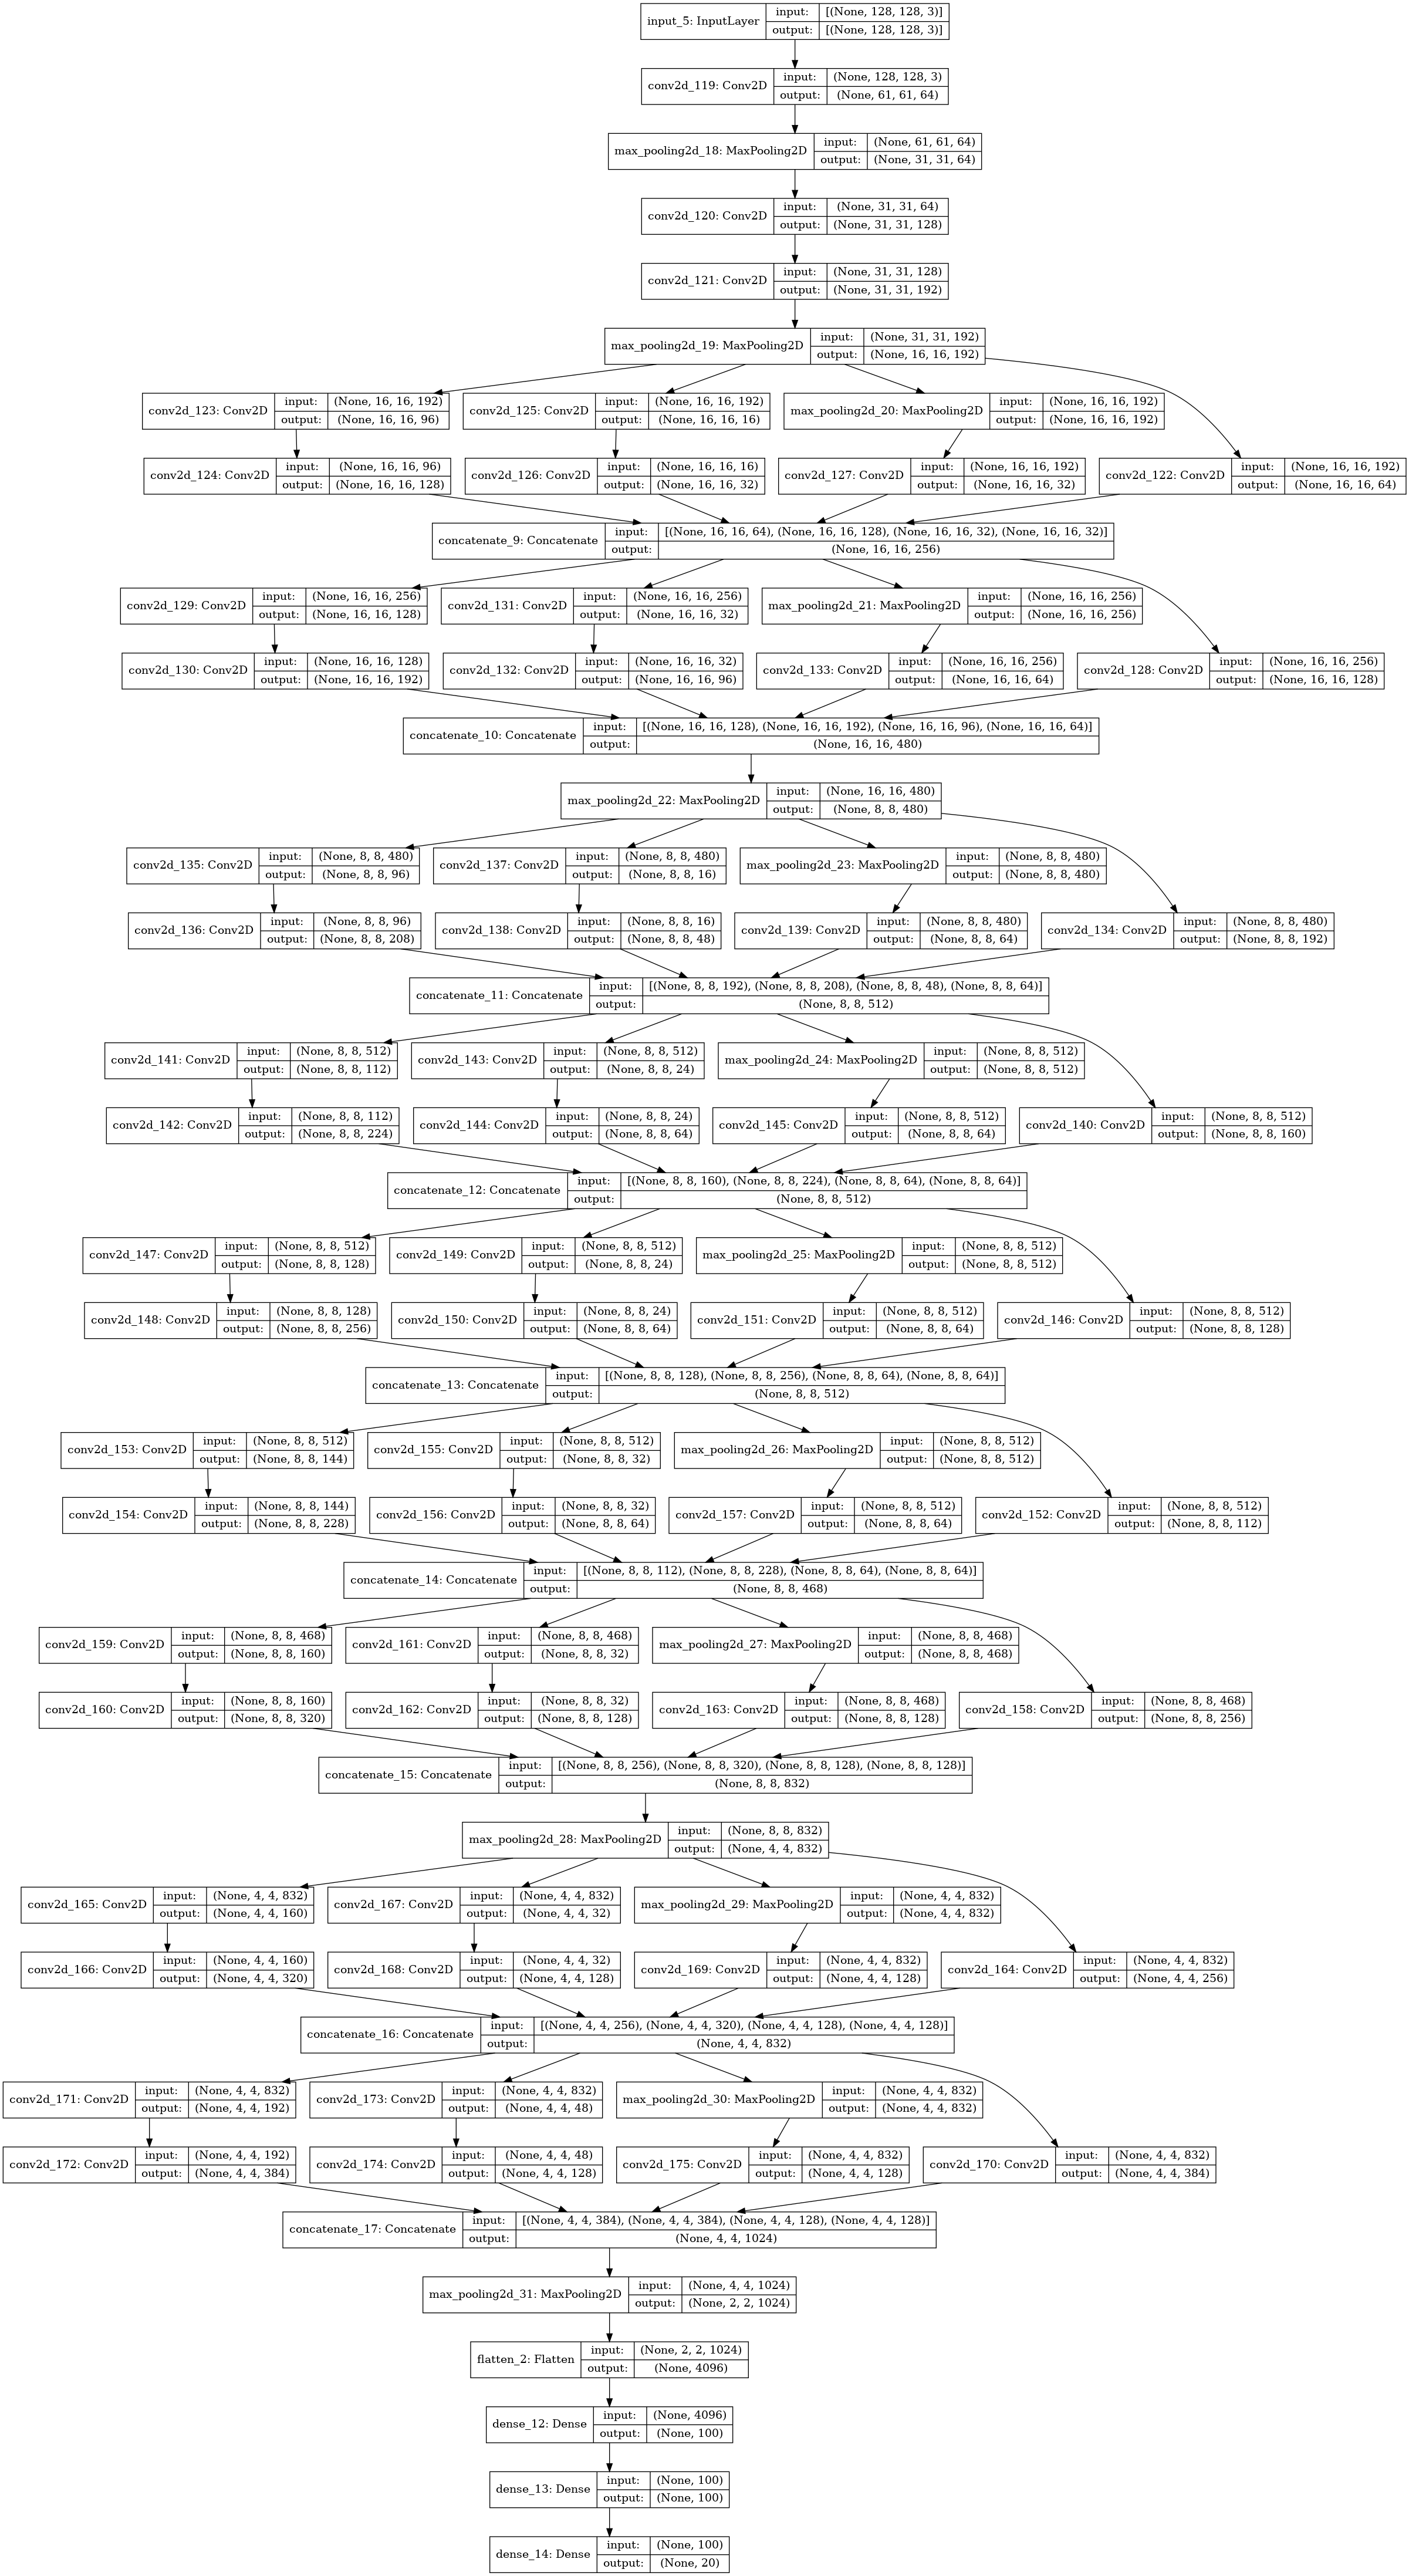 input_5: InputLayer input: [(None, 128, 128, 3)]
output: [(None, 128, 128, 3)]
conv2d_119: Conv2D input: (None, 128, 128, 3)
output: (None, 61, 61, 64)
max_pooling2d_18: MaxPooling2D input: (None, 61, 61, 64)
output: (None, 31, 31, 64)
conv2d_120: Conv2D input: (None, 31, 31, 64)
output: (None, 31, 31, 128)
conv2d_121: Conv2D input: (None, 31, 31, 128)
output: (None, 31, 31, 192)
max_pooling2d_19: MaxPooling2D input: (None, 31, 31, 192)
output: (None, 16, 16, 192)
conv2d_123: Conv2D input: (None, 16, 16, 192)
output: (None, 16, 16, 96)
conv2d_125: Conv2D input: (None, 16, 16, 192)
output: (None, 16, 16, 16)
max_pooling2d_20: MaxPooling2D input: (None, 16, 16, 192)
output: (None, 16, 16, 192)
conv2d_124: Conv2D input: (None, 16, 16, 96)
output: (None, 16, 16, 128)
conv2d_126: Conv2D input: (None, 16, 16, 16)
output: (None, 16, 16, 32)
conv2d_127: Conv2D input: (None, 16, 16, 192)
output: (None, 16, 16, 32)
conv2d_122: Conv2D input: (None, 16, 16, 192)
output: (None, 16, 16, 64)
concatenate_9: Concatenate input: [(None, 16, 16, 64), (None, 16, 16, 128), (None, 16, 16, 32), (None, 16, 16, 32)]
output: (None, 16, 16, 256)
conv2d_129: Conv2D input: (None, 16, 16, 256)
output: (None, 16, 16, 128)
conv2d_131: Conv2D input: (None, 16, 16, 256)
output: (None, 16, 16, 32)
max_pooling2d_21: MaxPooling2D input: (None, 16, 16, 256)
output: (None, 16, 16, 256)
conv2d_130: Conv2D input: (None, 16, 16, 128)
output: (None, 16, 16, 192)
conv2d_132: Conv2D input: (None, 16, 16, 32)
output: (None, 16, 16, 96)
conv2d_133: Conv2D input: (None, 16, 16, 256)
output: (None, 16, 16, 64)
conv2d_128: Conv2D input: (None, 16, 16, 256)
output: (None, 16, 16, 128)
concatenate_10: Concatenate input: [(None, 16, 16, 128), (None, 16, 16, 192), (None, 16, 16, 96), (None, 16, 16, 64)]
output: (None, 16, 16, 480)
max_pooling2d_22: MaxPooling2D input: (None, 16, 16, 480)
output: (None, 8, 8, 480)
conv2d_135: Conv2D input: (None, 8, 8, 480)
output: (None, 8, 8, 96)
conv2d_137: Conv2D input: (None, 8, 8, 480)
output: (None, 8, 8, 16)
max_pooling2d_23: MaxPooling2D input: (None, 8, 8, 480)
output: (None, 8, 8, 480)
conv2d_136: Conv2D input: (None, 8, 8, 96)
output: (None, 8, 8, 208)
conv2d_138: Conv2D input: (None, 8, 8, 16)
output: (None, 8, 8, 48)
conv2d_139: Conv2D input: (None, 8, 8, 480)
output: (None, 8, 8, 64)
conv2d_134: Conv2D input: (None, 8, 8, 480)
output: (None, 8, 8, 192)
concatenate_11: Concatenate input: [(None, 8, 8, 192), (None, 8, 8, 208), (None, 8, 8, 48), (None, 8, 8, 64)]
output: (None, 8, 8, 512)
conv2d_141: Conv2D input: (None, 8, 8, 512)
output: (None, 8, 8, 112)
conv2d_143: Conv2D input: (None, 8, 8, 512)
output: (None, 8, 8, 24)
max_pooling2d_24: MaxPooling2D input: (None, 8, 8, 512)
output: (None, 8, 8, 512)
conv2d_142: Conv2D input: (None, 8, 8, 112)
output: (None, 8, 8, 224)
conv2d_144: Conv2D input: (None, 8, 8, 24)
output: (None, 8, 8, 64)
conv2d_145: Conv2D input: (None, 8, 8, 512)
output: (None, 8, 8, 64)
conv2d_140: Conv2D input: (None, 8, 8, 512)
output: (None, 8, 8, 160)
concatenate_12: Concatenate input: [(None, 8, 8, 160), (None, 8, 8, 224), (None, 8, 8, 64), (None, 8, 8, 64)]
output: (None, 8, 8, 512)
conv2d_147: Conv2D input: (None, 8, 8, 512)
output: (None, 8, 8, 128)
conv2d_149: Conv2D input: (None, 8, 8, 512)
output: (None, 8, 8, 24)
max_pooling2d_25: MaxPooling2D input: (None, 8, 8, 512)
output: (None, 8, 8, 512)
conv2d_148: Conv2D input: (None, 8, 8, 128)
output: (None, 8, 8, 256)
conv2d_150: Conv2D input: (None, 8, 8, 24)
output: (None, 8, 8, 64)
conv2d_151: Conv2D input: (None, 8, 8, 512)
output: (None, 8, 8, 64)
conv2d_146: Conv2D input: (None, 8, 8, 512)
output: (None, 8, 8, 128)
concatenate_13: Concatenate input: [(None, 8, 8, 128), (None, 8, 8, 256), (None, 8, 8, 64), (None, 8, 8, 64)]
output: (None, 8, 8, 512)
conv2d_153: Conv2D input: (None, 8, 8, 512)
output: (None, 8, 8, 144)
conv2d_155: Conv2D input: (None, 8, 8, 512)
output: (None, 8, 8, 32)
max_pooling2d_26: MaxPooling2D input: (None, 8, 8, 512)
output: (None, 8, 8, 512)
conv2d_154: Conv2D input: (None, 8, 8, 144)
output: (None, 8, 8, 228)
conv2d_156: Conv2D input: (None, 8, 8, 32)
output: (None, 8, 8, 64)
conv2d_157: Conv2D input: (None, 8, 8, 512)
output: (None, 8, 8, 64)
conv2d_152: Conv2D input: (None, 8, 8, 512)
output: (None, 8, 8, 112)
concatenate_14: Concatenate input: [(None, 8, 8, 112), (None, 8, 8, 228), (None, 8, 8, 64), (None, 8, 8, 64)]
output: (None, 8, 8, 468)
conv2d_159: Conv2D input: (None, 8, 8, 468)
output: (None, 8, 8, 160)
conv2d_161: Conv2D input: (None, 8, 8, 468)
output: (None, 8, 8, 32)
max_pooling2d_27: MaxPooling2D input: (None, 8, 8, 468)
output: (None, 8, 8, 468)
conv2d_160: Conv2D input: (None, 8, 8, 160)
output: (None, 8, 8, 320)
conv2d_162: Conv2D input: (None, 8, 8, 32)
output: (None, 8, 8, 128)
conv2d_163: Conv2D input: (None, 8, 8, 468)
output: (None, 8, 8, 128)
conv2d_158: Conv2D input: (None, 8, 8, 468)
output: (None, 8, 8, 256)
concatenate_15: Concatenate input: [(None, 8, 8, 256), (None, 8, 8, 320), (None, 8, 8, 128), (None, 8, 8, 128)]
output: (None, 8, 8, 832)
max_pooling2d_28: MaxPooling2D input: (None, 8, 8, 832)
output: (None, 4, 4, 832)
conv2d_165: Conv2D input: (None, 4, 4, 832)
output: (None, 4, 4, 160)
conv2d_167: Conv2D input: (None, 4, 4, 832)
output: (None, 4, 4, 32)
max_pooling2d_29: MaxPooling2D input: (None, 4, 4, 832)
output: (None, 4, 4, 832)
conv2d_166: Conv2D input: (None, 4, 4, 160)
output: (None, 4, 4, 320)
conv2d_168: Conv2D input: (None, 4, 4, 32)
output: (None, 4, 4, 128)
conv2d_169: Conv2D input: (None, 4, 4, 832)
output: (None, 4, 4, 128)
conv2d_164: Conv2D input: (None, 4, 4, 832)
output: (None, 4, 4, 256)
concatenate_16: Concatenate input: [(None, 4, 4, 256), (None, 4, 4, 320), (None, 4, 4, 128), (None, 4, 4, 128)]
output: (None, 4, 4, 832)
conv2d_171: Conv2D input: (None, 4, 4, 832)
output: (None, 4, 4, 192)
conv2d_173: Conv2D input: (None, 4, 4, 832)
output: (None, 4, 4, 48)
max_pooling2d_30: MaxPooling2D input: (None, 4, 4, 832)
output: (None, 4, 4, 832)
conv2d_172: Conv2D input: (None, 4, 4, 192)
output: (None, 4, 4, 384)
conv2d_174: Conv2D input: (None, 4, 4, 48)
output: (None, 4, 4, 128)
conv2d_175: Conv2D input: (None, 4, 4, 832)
output: (None, 4, 4, 128)
conv2d_170: Conv2D input: (None, 4, 4, 832)
output: (None, 4, 4, 384)
concatenate_17: Concatenate input: [(None, 4, 4, 384), (None, 4, 4, 384), (None, 4, 4, 128), (None, 4, 4, 128)]
output: (None, 4, 4, 1024)
max_pooling2d_31: MaxPooling2D input: (None, 4, 4, 1024)
output: (None, 2, 2, 1024)
flatten_2: Flatten input: (None, 2, 2, 1024)
output: (None, 4096)
dense_12: Dense input: (None, 4096)
output: (None, 100)
dense_13: Dense input: (None, 100)
output: (None, 100)
dense_14: Dense input: (None, 100)
output: (None, 20)